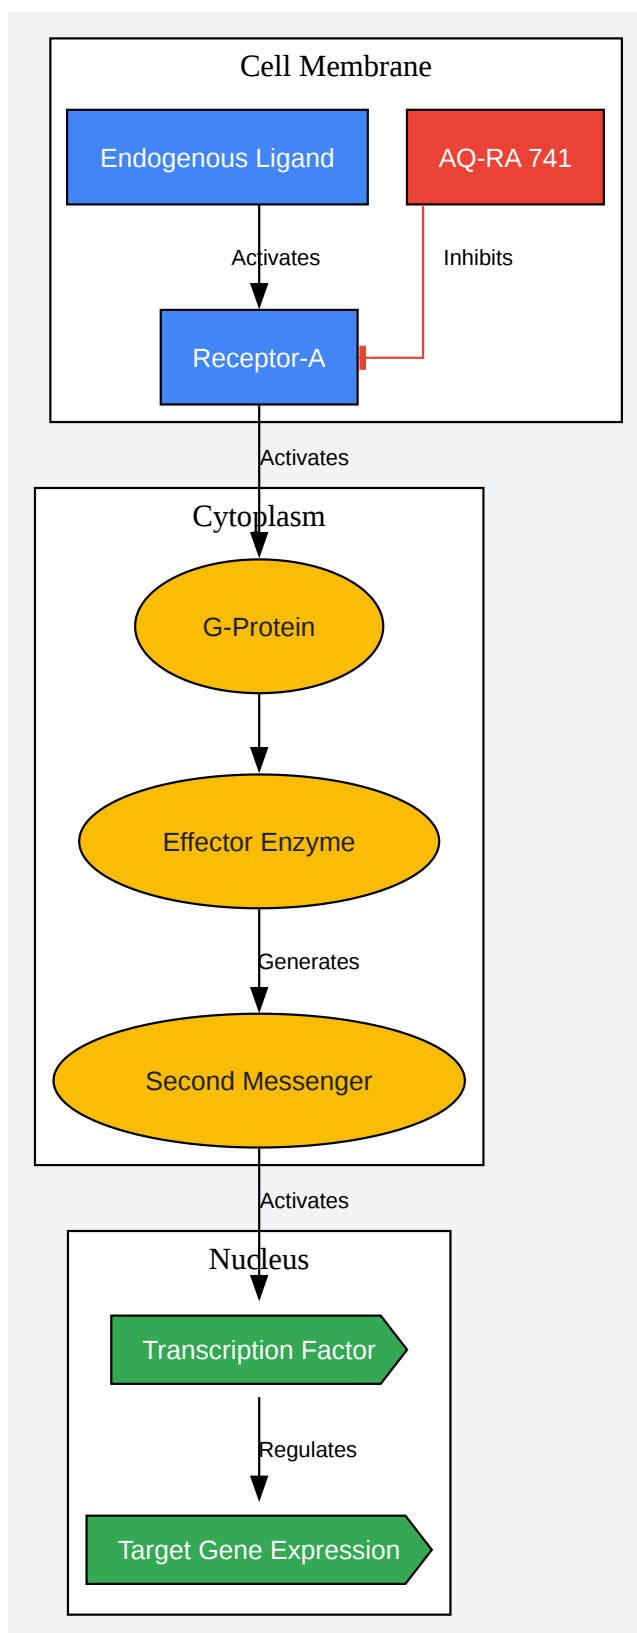 Cell Membrane
Endogenous Ligand
AQ-RA 741
Activates
Inhibits
Receptor-A
Activates
Cytoplasm
G-Protein
Effector Enzyme
Generates
Second Messenger
Activates
Nucleus
Transcription Factor
Regulates
Target Gene Expression